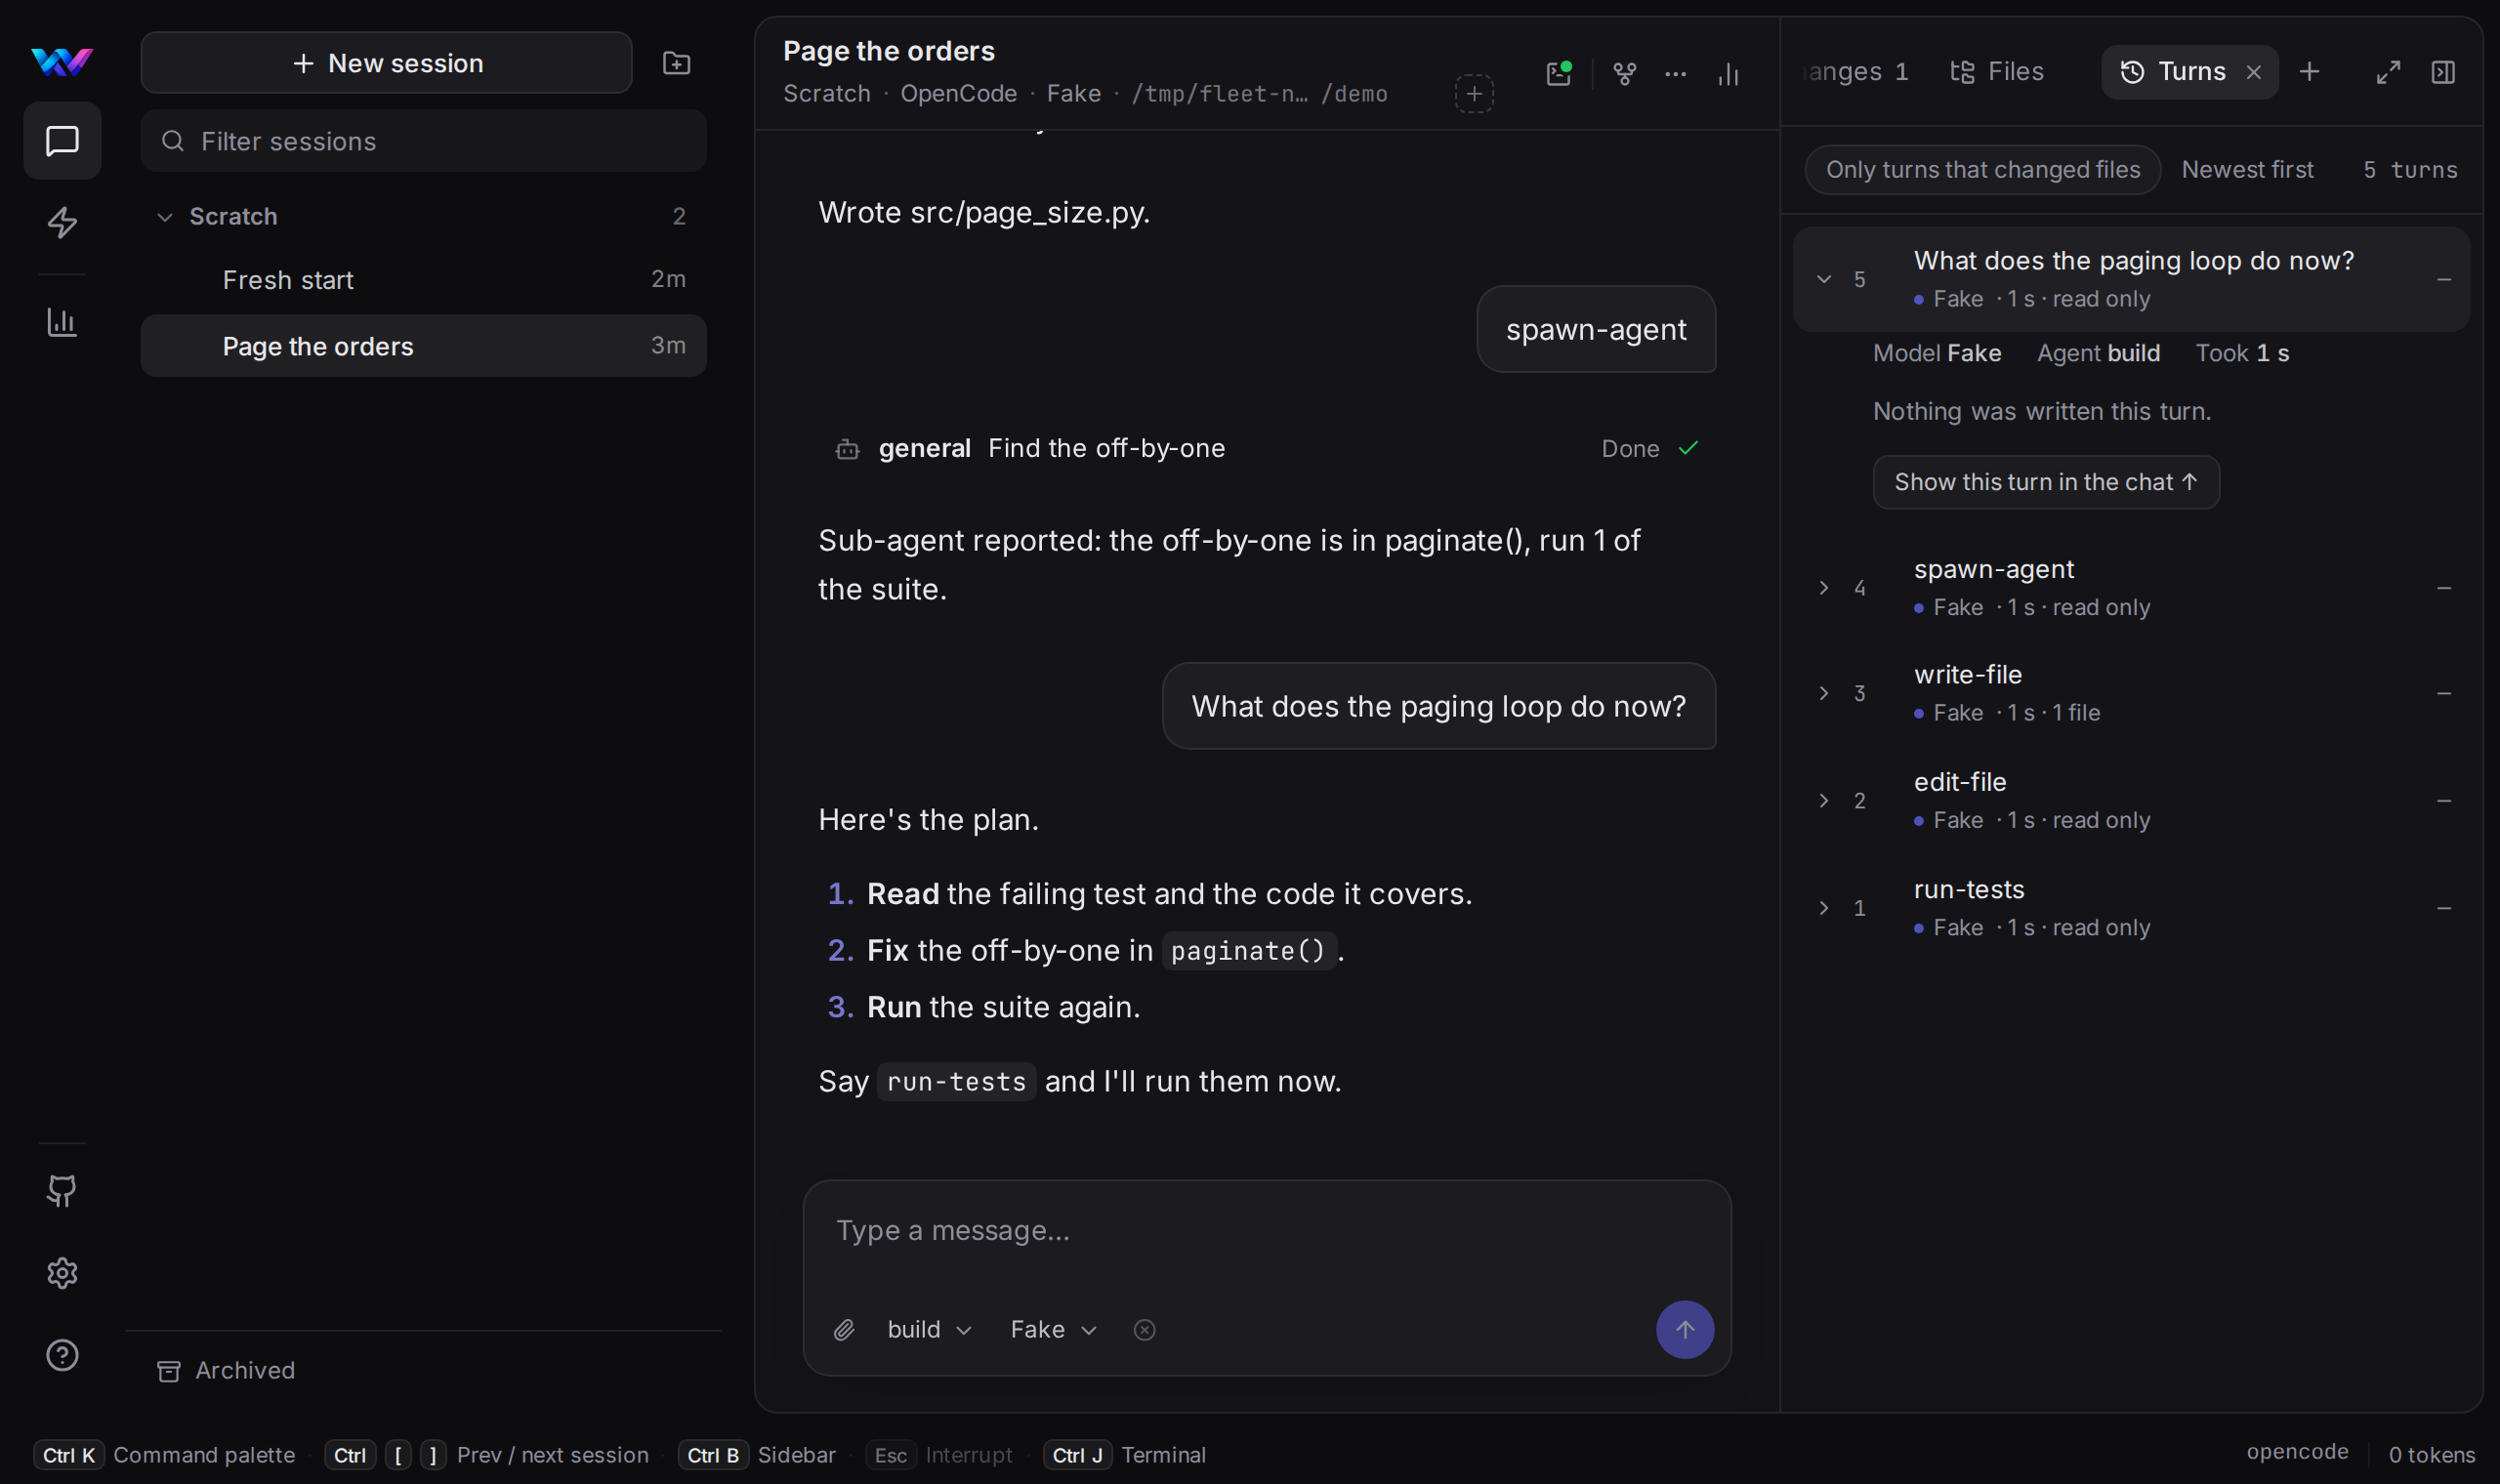 New session
Filter sessions
Scratch 2
Fresh start 2m
Page the orders 3m
Archived
Page the orders
Scratch · OpenCode · Fake · /tmp/fleet-n… /demo
Wrote src/page_size.py.
spawn-agent
general Find the off-by-one Done
Sub-agent reported: the off-by-one is in paginate(), run 1 of
the suite.
What does the paging loop do now?
Here's the plan.
1. Read the failing test and the code it covers.
2. Fix the off-by-one in paginate().
3. Run the suite again.
Say run-tests and I'll run them now.
Type a message...
build Fake
anges 1 Files Turns
Only turns that changed files Newest first 5 turns
5 What does the paging loop do now? –
Fake · 1 s · read only
Model Fake Agent build Took 1 s
Nothing was written this turn.
Show this turn in the chat ↑
4 spawn-agent –
Fake · 1 s · read only
3 write-file –
Fake · 1 s · 1 file
2 edit-file –
Fake · 1 s · read only
1 run-tests –
Fake · 1 s · read only
Ctrl K Command palette · Ctrl [ ] Prev / next session · Ctrl B Sidebar · Esc Interrupt · Ctrl J Terminal
opencode 0 tokens